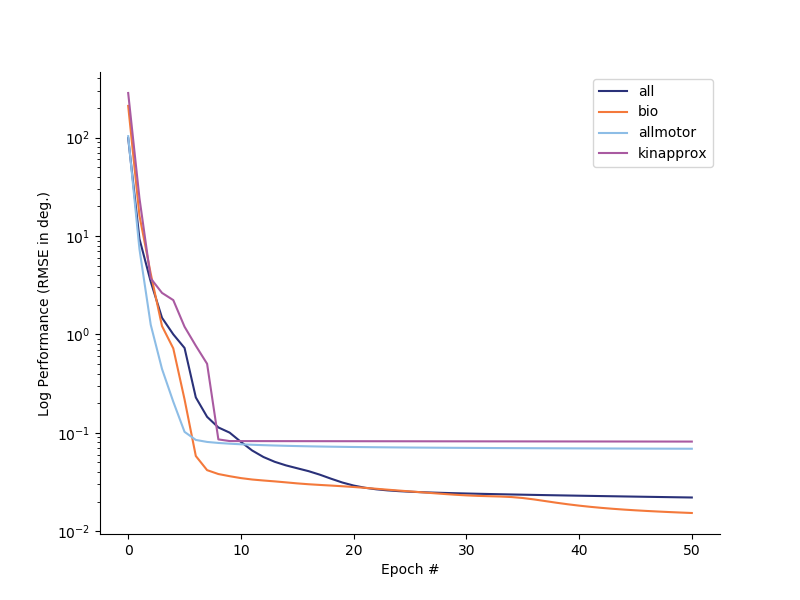 all
bio
allmotor
kinapprox
10²
10¹
10⁰
10⁻¹
10⁻²
Log Performance (RMSE in deg.)
0 10 20 30 40 50
Epoch #